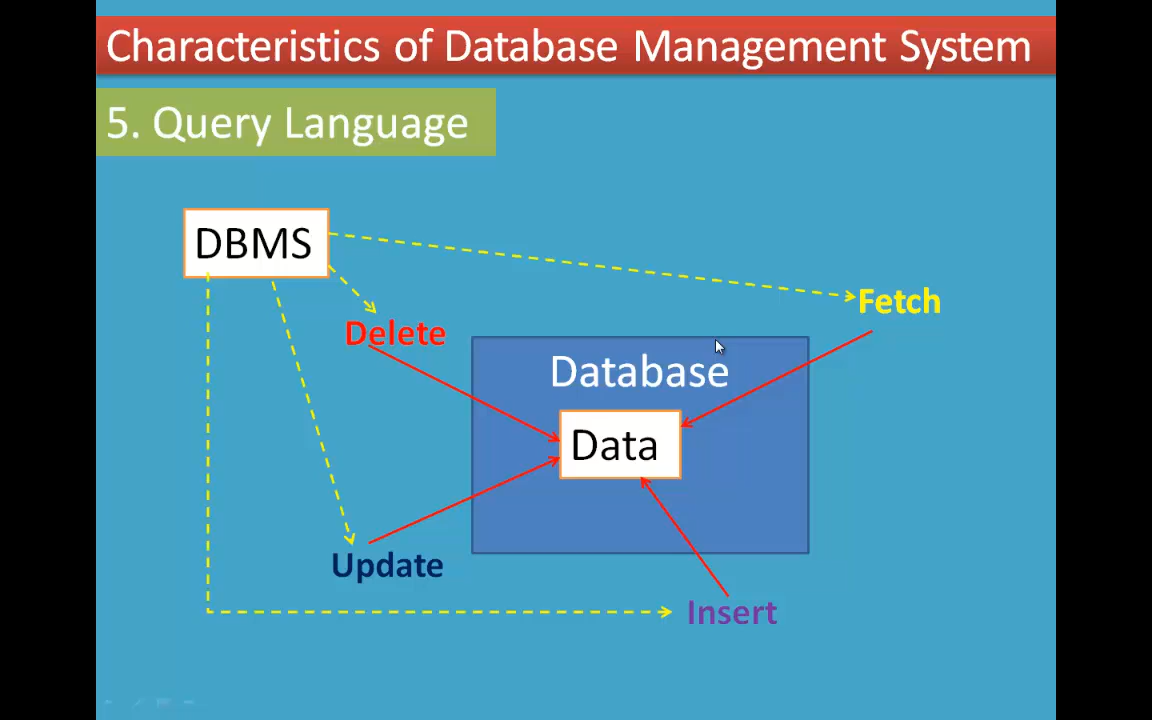 Characteristics of Database Management System
5. Query Language
DBMS
Fetch
Delete
Database
Data
Update
Insert